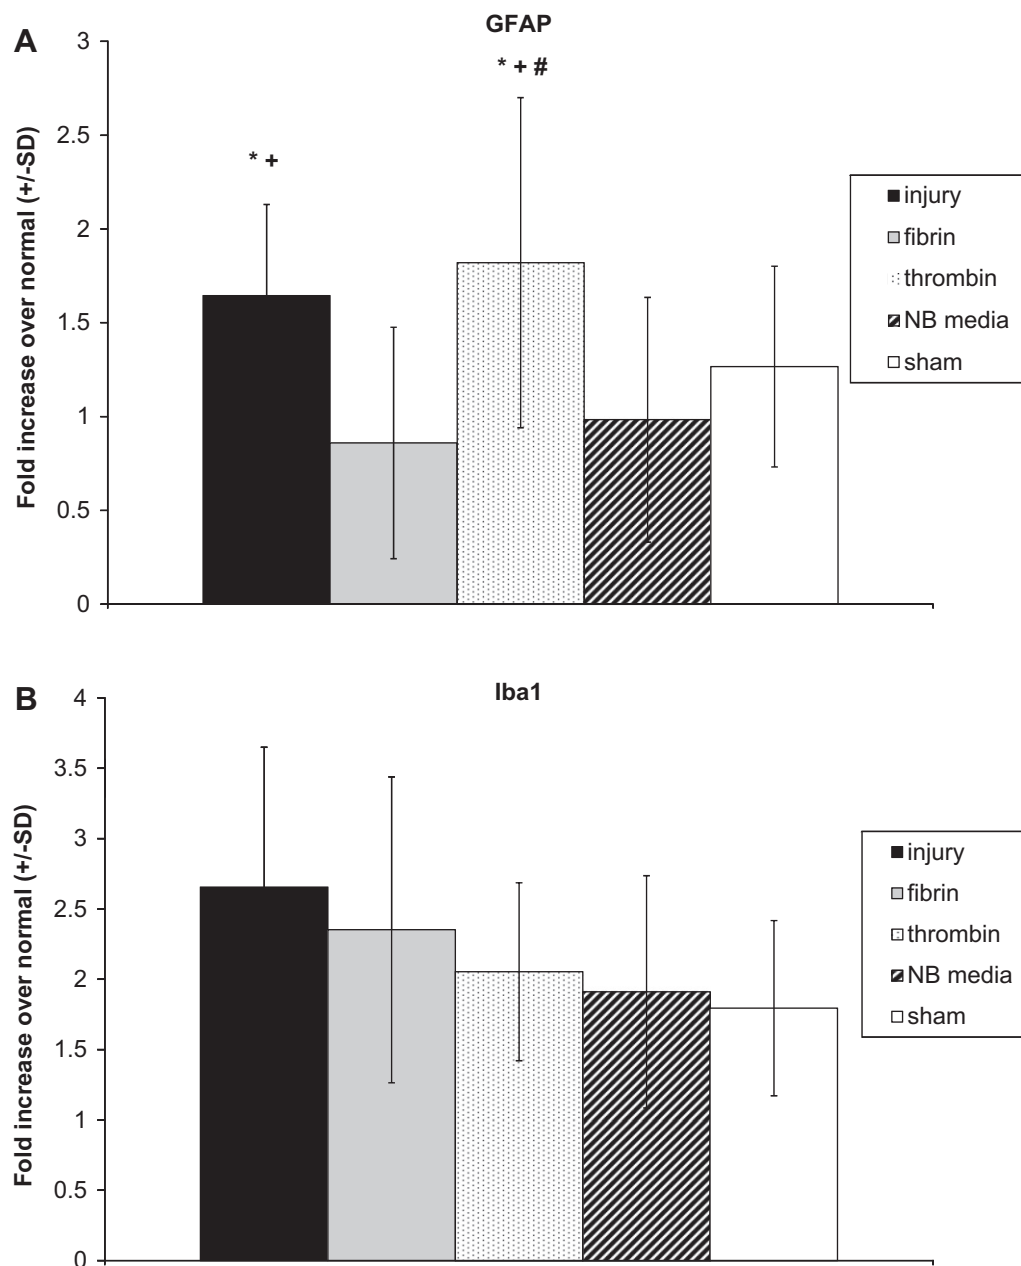 A
GFAP
Fold increase over normal (+/-SD)
3
2.5
2
1.5
1
0.5
0
* +
* + #
injury
fibrin
thrombin
NB media
sham
B
Iba1
Fold increase over normal (+/-SD)
4
3.5
3
2.5
2
1.5
1
0.5
0
injury
fibrin
thrombin
NB media
sham